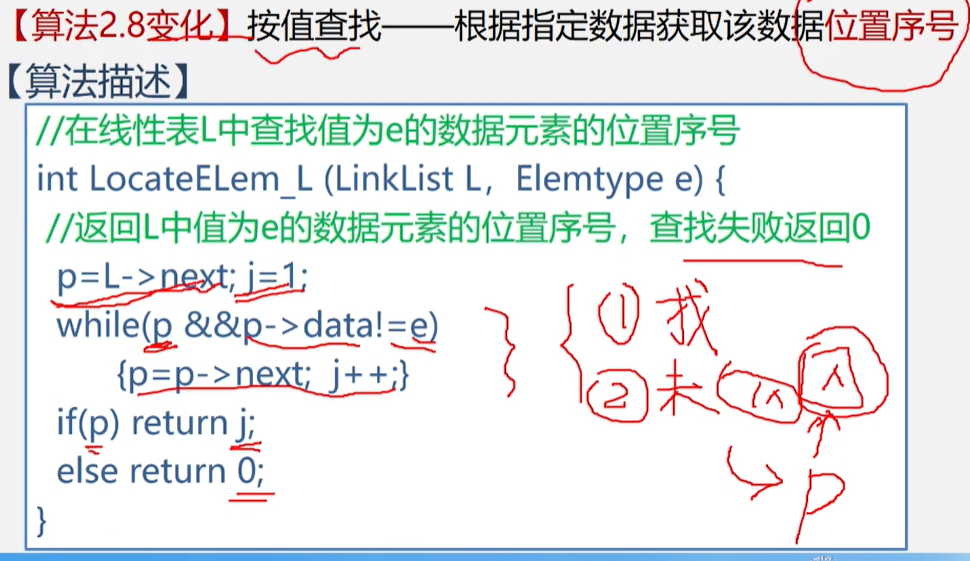 【算法2.8变化】按值查找——根据指定数据获取该数据位置序号
【算法描述】
//在线性表L中查找值为e的数据元素的位置序号
int LocateELem_L (LinkList L，Elemtype e) {
//返回L中值为e的数据元素的位置序号，查找失败返回0
p=L->next; j=1;
while(p &&p->data!=e)
{p=p->next; j++;}
if(p) return j;
else return 0;
}
① 找
② 未
p